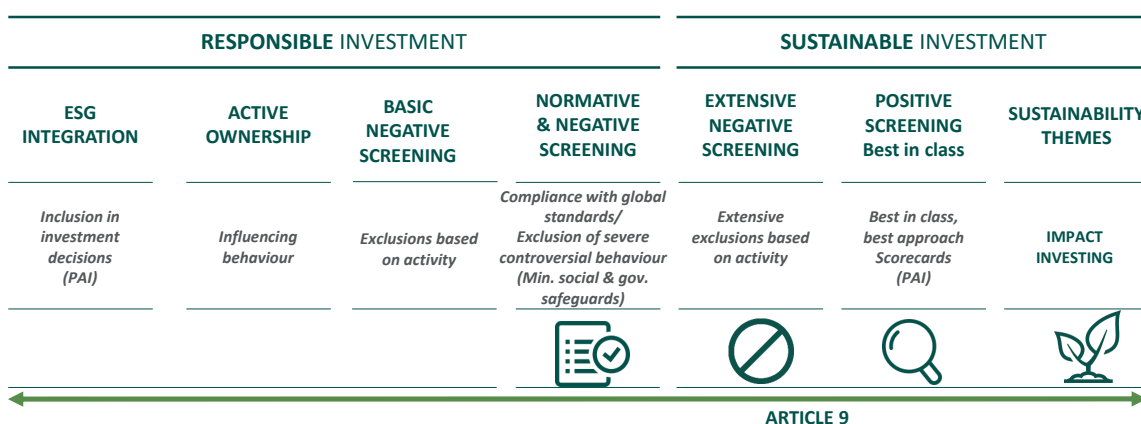 RESPONSIBLE INVESTMENT
SUSTAINABLE INVESTMENT
ESG
INTEGRATION
ACTIVE
OWNERSHIP
BASIC
NEGATIVE
SCREENING
NORMATIVE
& NEGATIVE
SCREENING
EXTENSIVE
NEGATIVE
SCREENING
POSITIVE
SCREENING
Best in class
SUSTAINABILITY
THEMES
Inclusion in
investment
decisions
(PAI)
Influencing
behaviour
Exclusions based
on activity
Compliance with global
standards/
Exclusion of severe
controversial behaviour
(Min. social & gov.
safeguards)
Extensive
exclusions based
on activity
Best in class,
best approach
Scorecards
(PAI)
IMPACT
INVESTING
ARTICLE 9